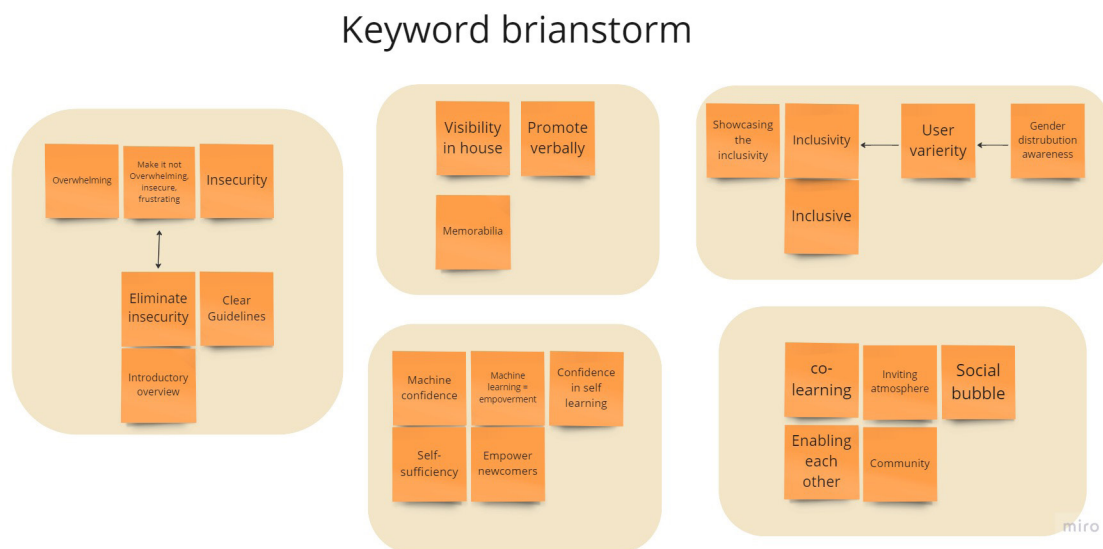 Keyword brianstorm
Overwhelming
Make it not
Overwhelming,
insecure,
frustrating
Insecurity
Eliminate
insecurity
Clear
Guidelines
Introductory
overview
Visibility
in house
Promote
verbally
Memorabilia
Machine
confidence
Machine
learning =
empoverment
Confidence
in self
learning
Self-
sufficiency
Empower
newcomers
Showcasing
the
inclusivity
Inclusivity
User
varierity
Gender
distrubution
awareness
Inclusive
co-
learning
Inviting
atmosphere
Social
bubble
Enabling
each
other
Community
miro